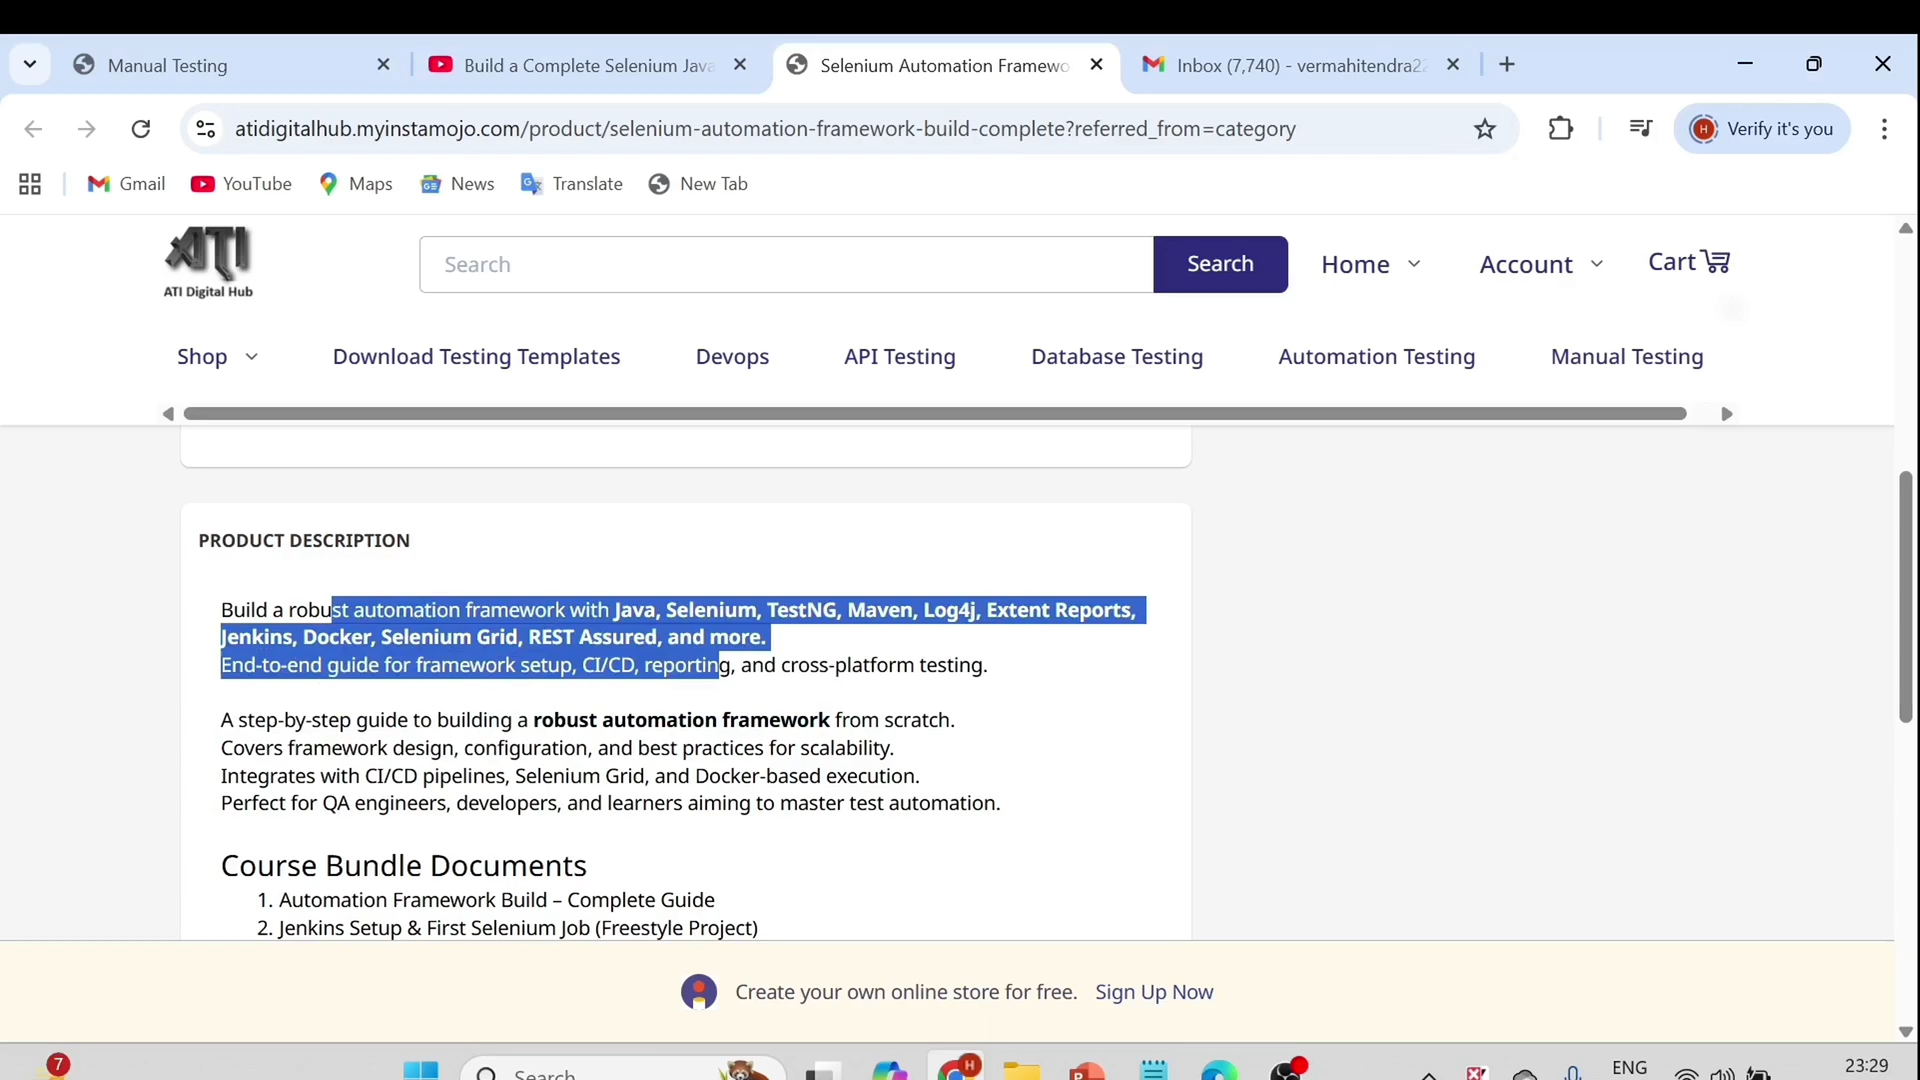 Manual Testing
Build a Complete Selenium Java
Selenium Automation Framewo
Inbox (7,740) - vermahitendra22
atidigitalhub.myinstamojo.com/product/selenium-automation-framework-build-complete?referred_from=category
H
Verify it's you
Gmail
YouTube
Maps
News
Translate
New Tab
ATI
ATI Digital Hub
Search
Search
Home
Account
Cart
Shop
Download Testing Templates
Devops
API Testing
Database Testing
Automation Testing
Manual Testing
PRODUCT DESCRIPTION
Build a robust automation framework with Java, Selenium, TestNG, Maven, Log4j, Extent Reports,
Jenkins, Docker, Selenium Grid, REST Assured, and more.
End-to-end guide for framework setup, CI/CD, reporting, and cross-platform testing.
A step-by-step guide to building a robust automation framework from scratch.
Covers framework design, configuration, and best practices for scalability.
Integrates with CI/CD pipelines, Selenium Grid, and Docker-based execution.
Perfect for QA engineers, developers, and learners aiming to master test automation.
Course Bundle Documents
1. Automation Framework Build – Complete Guide
2. Jenkins Setup & First Selenium Job (Freestyle Project)
Create your own online store for free. Sign Up Now
7
Search
H
ENG
23:29